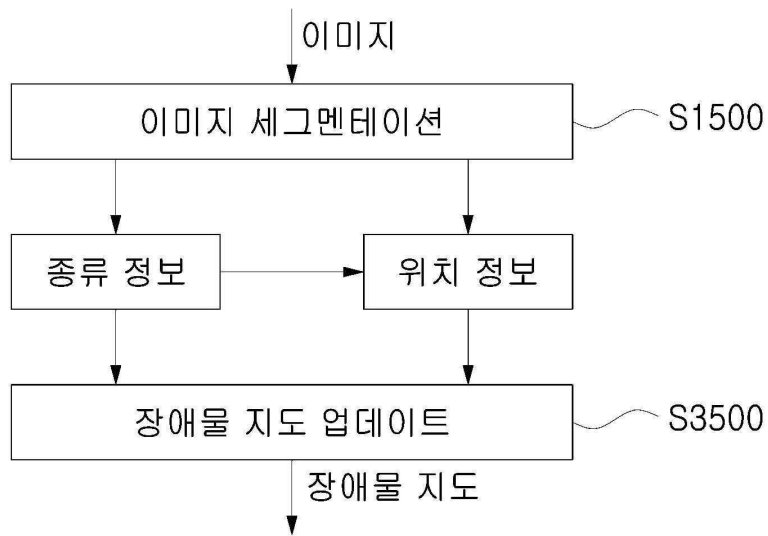 이미지
이미지 세그멘테이션
S1500
종류 정보
위치 정보
장애물 지도 업데이트
S3500
장애물 지도